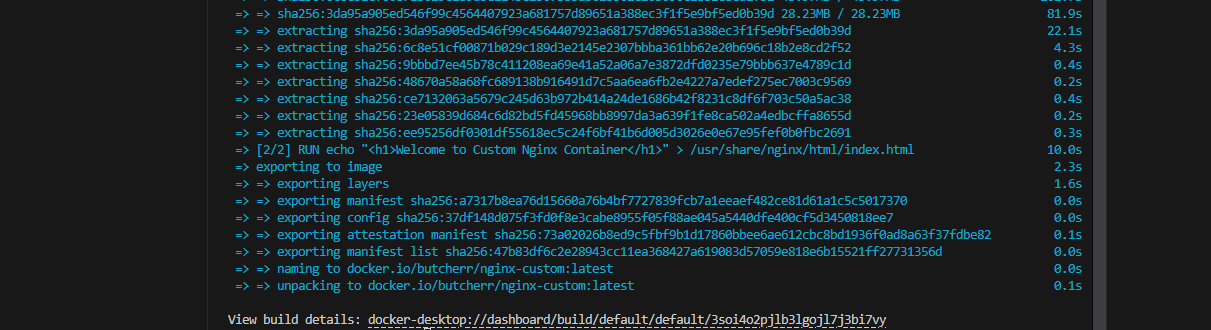 => => sha256:3da95a905ed546f99c4564407923a681757d89651a388ec3f1f5e9bf5ed0b39d 28.23MB / 28.23MB 81.9s
=> => extracting sha256:3da95a905ed546f99c4564407923a681757d89651a388ec3f1f5e9bf5ed0b39d 22.1s
=> => extracting sha256:6c8e51cf00871b029c189d3e2145e2307bbba361bb62e20b696c18b2e8cd2f52 4.3s
=> => extracting sha256:9bbbd7ee45b78c411208ea69e41a52a06a7e3872dfd0235e79bbb637e4789c1d 0.4s
=> => extracting sha256:48670a58a68fc689138b916491d7c5aa6ea6fb2e4227a7edef275ec7003c9569 0.2s
=> => extracting sha256:ce7132063a5679c245d63b972b414a24de1686b42f8231c8df6f703c50a5ac38 0.4s
=> => extracting sha256:23e05839d684c6d82bd5fd45968bb8997da3a639f1fe8ca502a4edbcffa8655d 0.2s
=> => extracting sha256:ee95256df0301df55618ec5c24f6bf41b6d005d3026e0e67e95fef0b0fbc2691 0.3s
=> [2/2] RUN echo "<h1>Welcome to Custom Nginx Container</h1>" > /usr/share/nginx/html/index.html 10.0s
=> exporting to image 2.3s
=> => exporting layers 1.6s
=> => exporting manifest sha256:a7317b8ea76d15660a76b4bf7727839fcb7a1eeaef482ce81d61a1c5c5017370 0.0s
=> => exporting config sha256:37df148d075f3fd0f8e3cabe8955f05f88ae045a5440dfe400cf5d3450818ee7 0.0s
=> => exporting attestation manifest sha256:73a02026b8ed9c5fbf9b1d17860bbee6ae612cbc8bd1936f0ad8a63f37fdbe82 0.1s
=> => exporting manifest list sha256:47b83df6c2e28943cc11ea368427a619083d57059e818e6b15521ff27731356d 0.0s
=> => naming to docker.io/butcherr/nginx-custom:latest 0.0s
=> => unpacking to docker.io/butcherr/nginx-custom:latest 0.1s
View build details: docker-desktop://dashboard/build/default/default/3soi4o2pjlb3lgojl7j3bi7vy